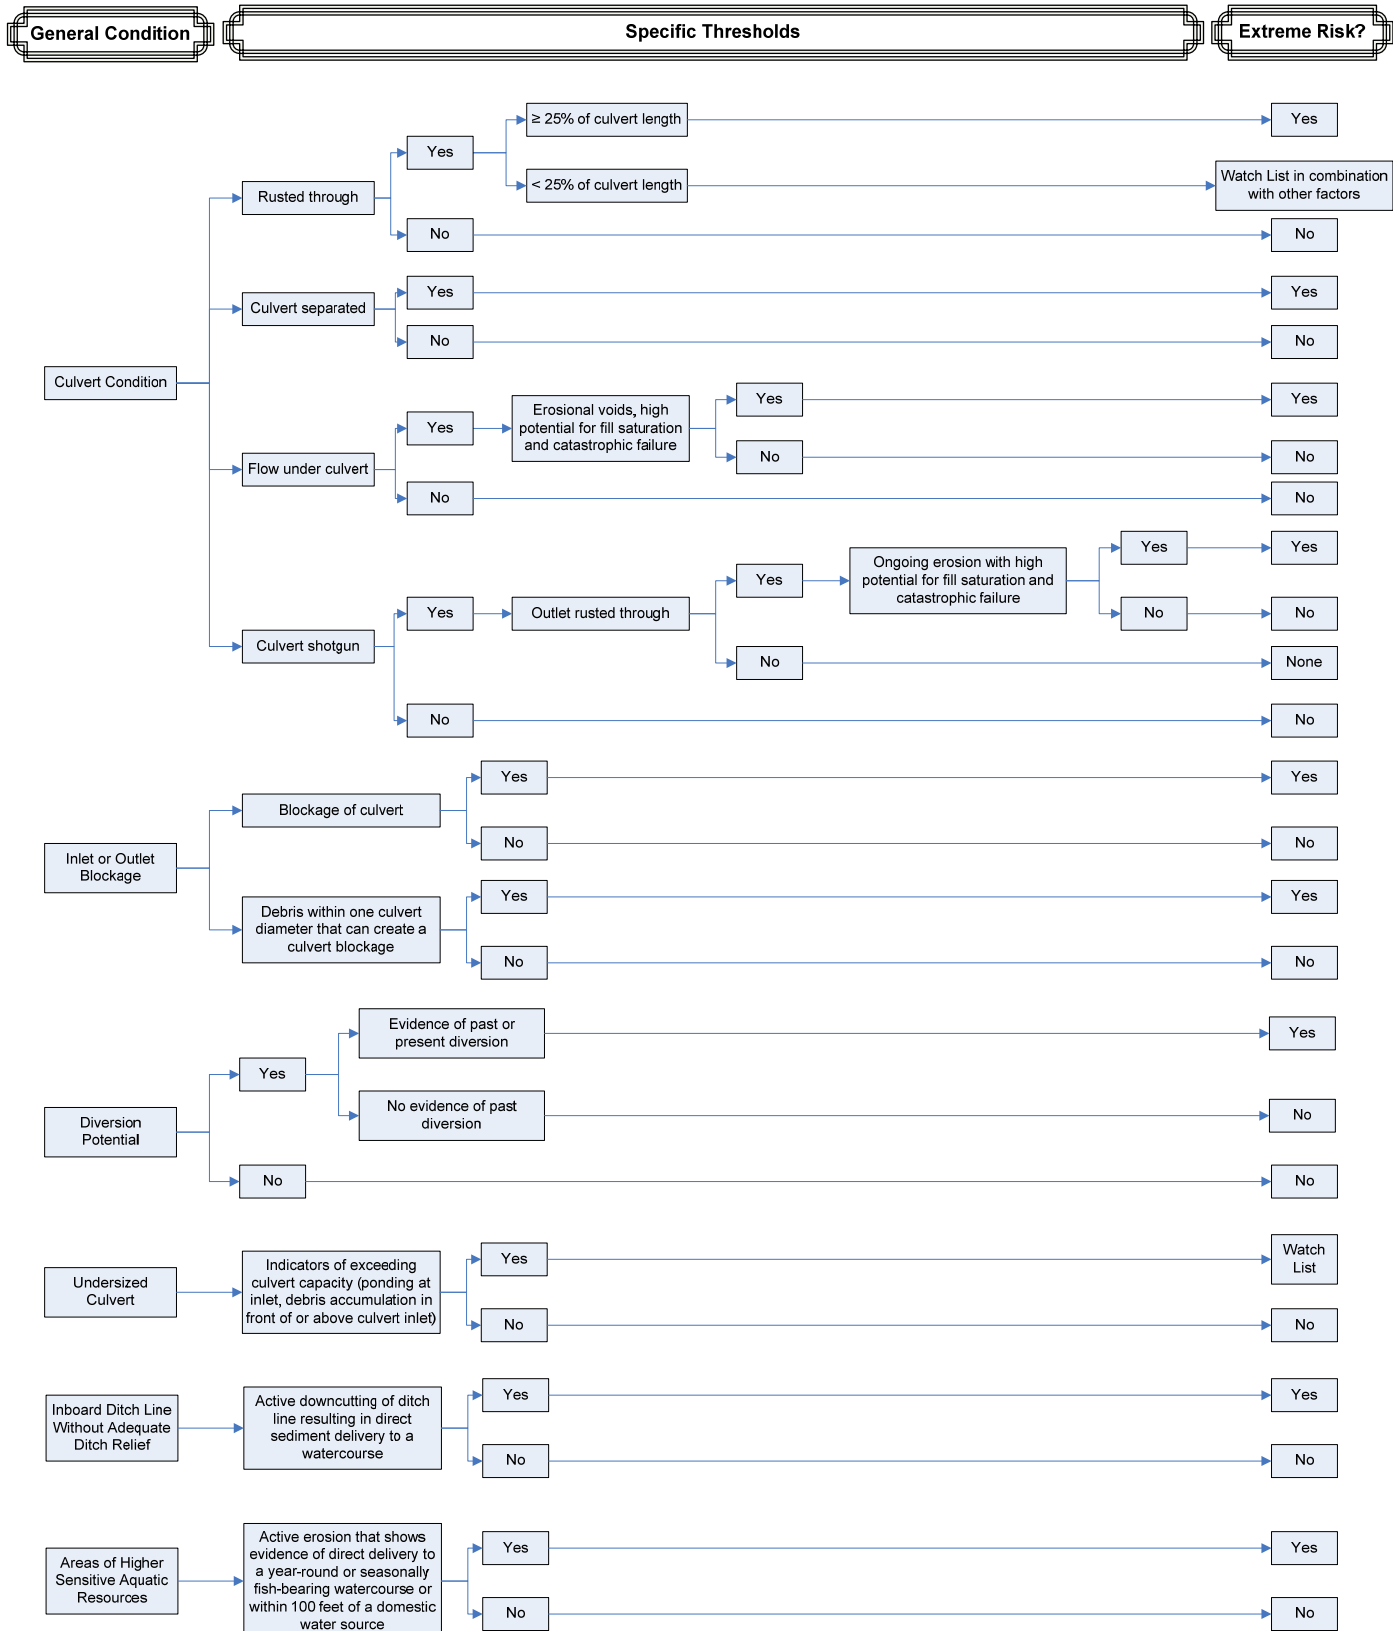 General Condition
Specific Thresholds
Extreme Risk?
≥ 25% of culvert length
Yes
Yes
< 25% of culvert length
Watch List in combination
with other factors
Rusted through
No
No
Yes
Yes
Culvert separated
No
No
Culvert Condition
Yes
Erosional voids, high
potential for fill saturation
and catastrophic failure
Yes
Yes
No
No
Flow under culvert
No
No
Yes
Outlet rusted through
Yes
Ongoing erosion with high
potential for fill saturation and
catastrophic failure
Yes
Yes
No
No
Culvert shotgun
No
None
No
No
Yes
Yes
Blockage of culvert
No
No
Inlet or Outlet
Blockage
Yes
Yes
Debris within one culvert
diameter that can create a
culvert blockage
No
No
Evidence of past or
present diversion
Yes
Yes
No evidence of past
diversion
No
Diversion
Potential
No
No
Undersized
Culvert
Indicators of exceeding
culvert capacity (ponding at
inlet, debris accumulation in
front of or above culvert inlet)
Yes
Watch
List
No
No
Inboard Ditch Line
Without Adequate
Ditch Relief
Active downcutting of ditch
line resulting in direct
sediment delivery to a
watercourse
Yes
Yes
No
No
Areas of Higher
Sensitive Aquatic
Resources
Active erosion that shows
evidence of direct delivery to
a year-round or seasonally
fish-bearing watercourse or
within 100 feet of a domestic
water source
Yes
Yes
No
No